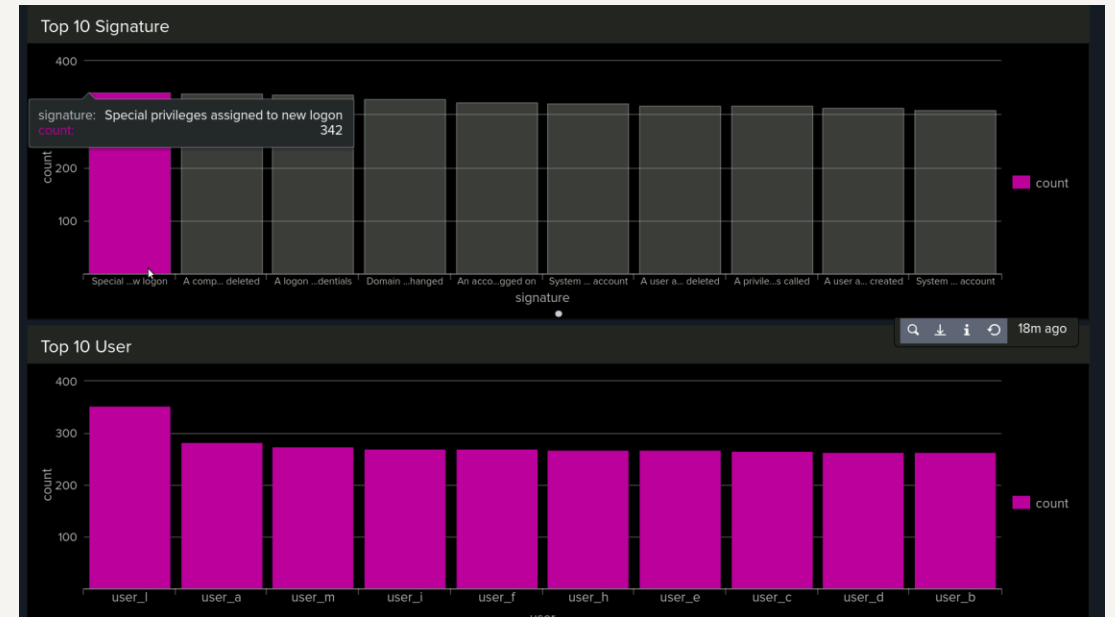 Top 10 Signature
400
signature: Special privileges assigned to new logon
count: 342
count
200
100
count
Special ...w logon A comp... deleted A logon ...dentials Domain ...hanged An acco...gged on System ... account A user a... deleted A privile...s called A user a... created System ... account
signature
18m ago
Top 10 User
400
300
count
200
100
count
user_l user_a user_m user_i user_f user_h user_e user_c user_d user_b
user